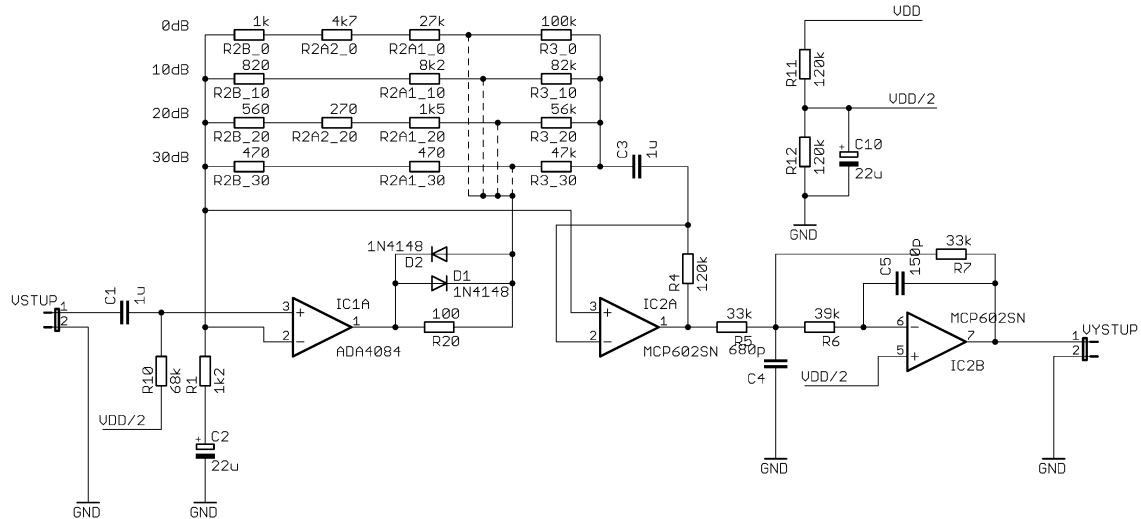 0dB
1k
4k7
27k
100k
R2B_0
R2A2_0
R2A1_0
R3_0
10dB
820
8k2
82k
R2B_10
R2A1_10
R3_10
20dB
560
270
1k5
56k
R2B_20
R2A2_20
R2A1_20
R3_20
30dB
470
470
47k
R2B_30
R2A1_30
R3_30
C3
1u
VDD
R11
120k
VDD/2
R12
120k
C10
+
22u
GND
1N4148
D2
D1
1N4148
100
R20
VSTUP
1
2
C1
1u
R10
68k
VDD/2
R1
1k2
+
C2
22u
GND
GND
IC1A
3
+
2
−
1
ADA4084
R4
120k
IC2A
3
+
2
−
1
MCP602SN
33k
R5
680p
C4
GND
39k
R6
33k
R7
C5
150p
MCP602SN
6
−
5
+
7
IC2B
VDD/2
VYSTUP
1
2
GND